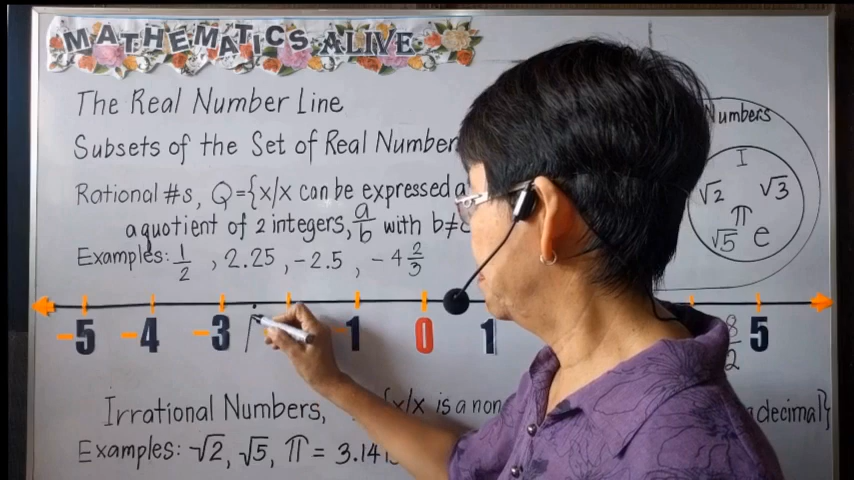 MATHEMATICS ALIVE
The Real Number Line
Subsets of the Set of Real Number
Rational #s, Q={x/x can be expressed a
a quotient of 2 integers, a/b with b≠
Examples: 1/2, 2.25, -2.5, -4 2/3
Numbers
I
√2 √3
π
√5 e
-5 -4 -3 -1 0 1 8/2 5
Irrational Numbers, {x/x is a non a decimal}
Examples: √2, √5, π = 3.141